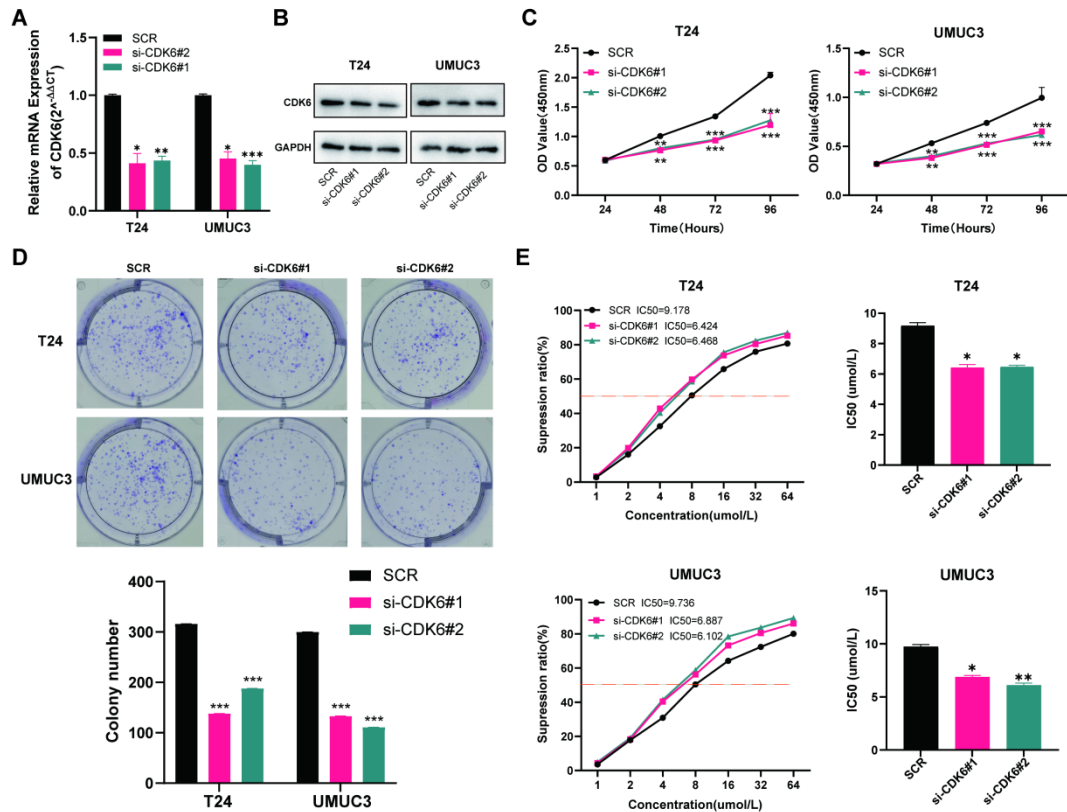 A
SCR
si-CDK6#2
si-CDK6#1
Relative mRNA Expression
of CDK6(2^-ΔΔCT)
1.5
1.0
0.5
0.0
* ** * ***
T24 UMUC3
B
T24 UMUC3
CDK6
GAPDH
SCR si-CDK6#1 si-CDK6#2 SCR si-CDK6#1 si-CDK6#2
C
T24
SCR
si-CDK6#1
si-CDK6#2
OD Value(450nm)
2.5
2.0
1.5
1.0
0.5
0.0
** *** ***
** *** ***
24 48 72 96
Time(Hours)
UMUC3
SCR
si-CDK6#1
si-CDK6#2
OD Value(450nm)
2.0
1.5
1.0
0.5
0.0
** *** ***
** *** ***
24 48 72 96
Time(Hours)
D
SCR si-CDK6#1 si-CDK6#2
T24
UMUC3
SCR
si-CDK6#1
si-CDK6#2
Colony number
400
300
200
100
0
*** *** *** ***
T24 UMUC3
E
T24
SCR IC50=9.178
si-CDK6#1 IC50=6.424
si-CDK6#2 IC50=6.468
Supression ratio(%)
100
80
60
40
20
0
1 2 4 8 16 32 64
Concentration(umol/L)
T24
IC50 (umol/L)
10
8
6
4
2
0
* *
SCR si-CDK6#1 si-CDK6#2
UMUC3
SCR IC50=9.736
si-CDK6#1 IC50=6.887
si-CDK6#2 IC50=6.102
Supression ratio(%)
100
80
60
40
20
0
1 2 4 8 16 32 64
Concentration(umol/L)
UMUC3
IC50 (umol/L)
15
10
5
0
* **
SCR si-CDK6#1 si-CDK6#2